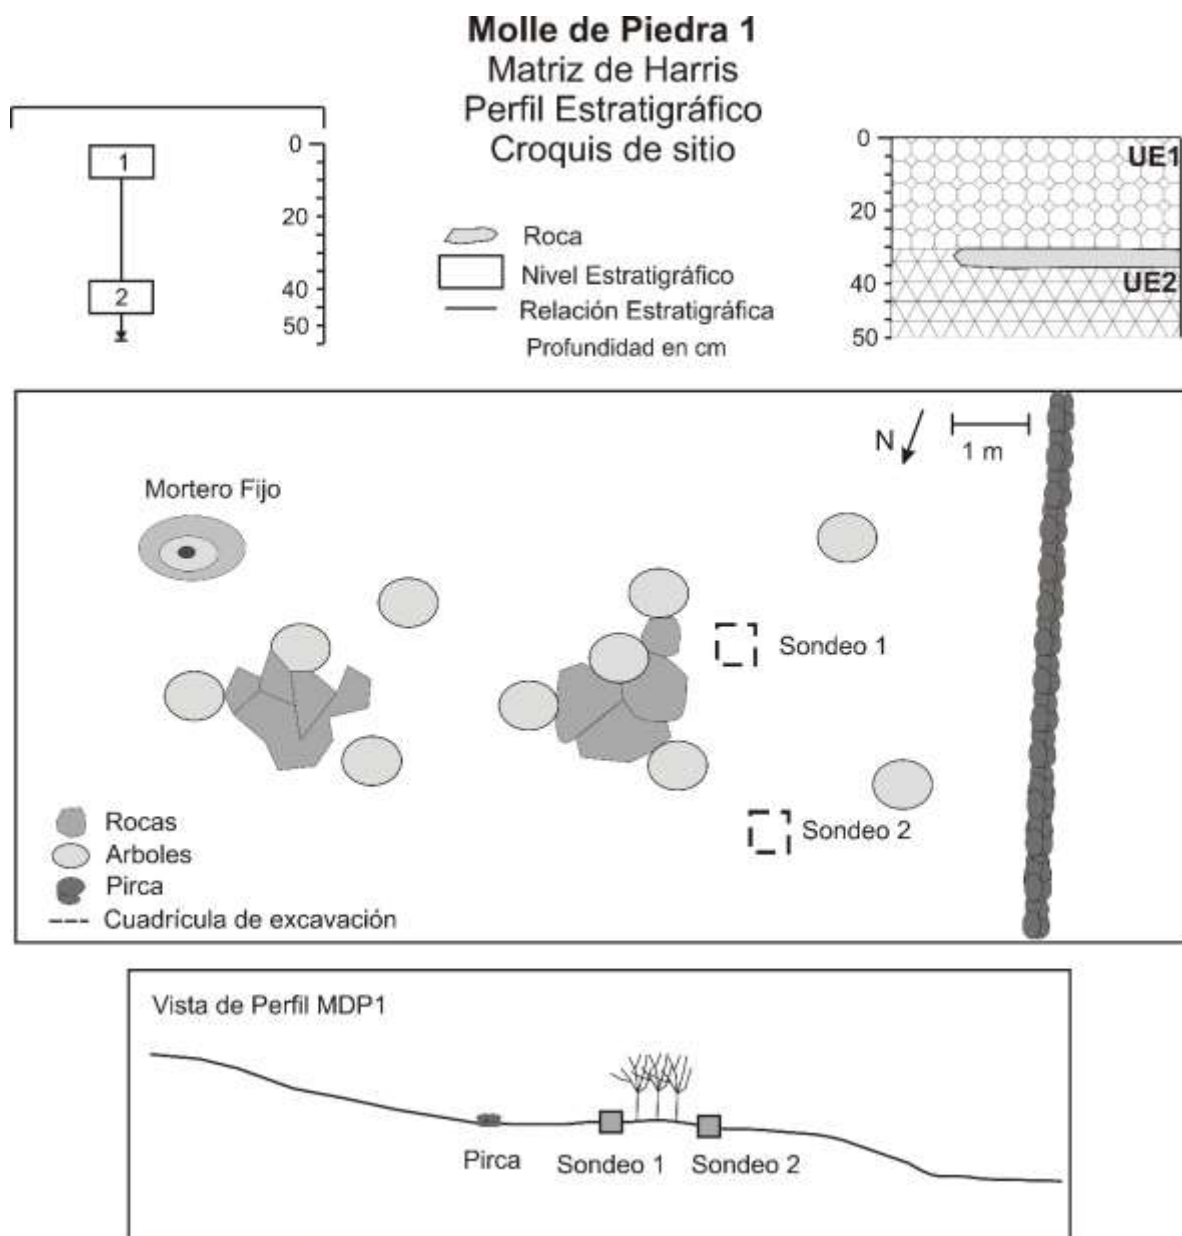 Molle de Piedra 1
Matriz de Harris
Perfil Estratigráfico
Croquis de sitio
1
2
0
20
40
50
Roca
Nivel Estratigráfico
Relación Estratigráfica
Profundidad en cm
0
20
40
50
UE1
UE2
N
1 m
Mortero Fijo
Sondeo 1
Sondeo 2
Rocas
Arboles
Pirca
Cuadrícula de excavación
Vista de Perfil MDP1
Pirca
Sondeo 1
Sondeo 2